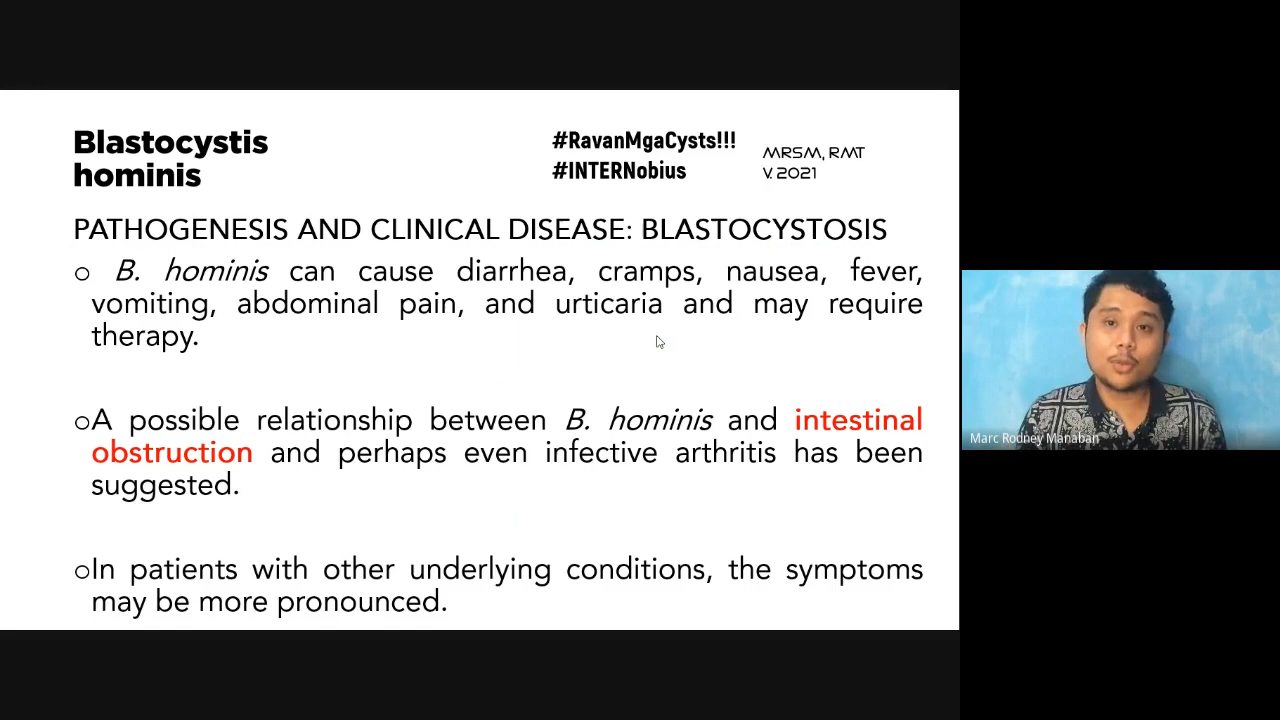 Blastocystis
hominis
#RavanMgaCysts!!!
#INTERNobius
MRSM, RMT
V. 2021
PATHOGENESIS AND CLINICAL DISEASE: BLASTOCYSTOSIS
o B. hominis can cause diarrhea, cramps, nausea, fever,
vomiting, abdominal pain, and urticaria and may require
therapy.
oA possible relationship between B. hominis and intestinal
obstruction and perhaps even infective arthritis has been
suggested.
oIn patients with other underlying conditions, the symptoms
may be more pronounced.
Marc Rodney Manaban